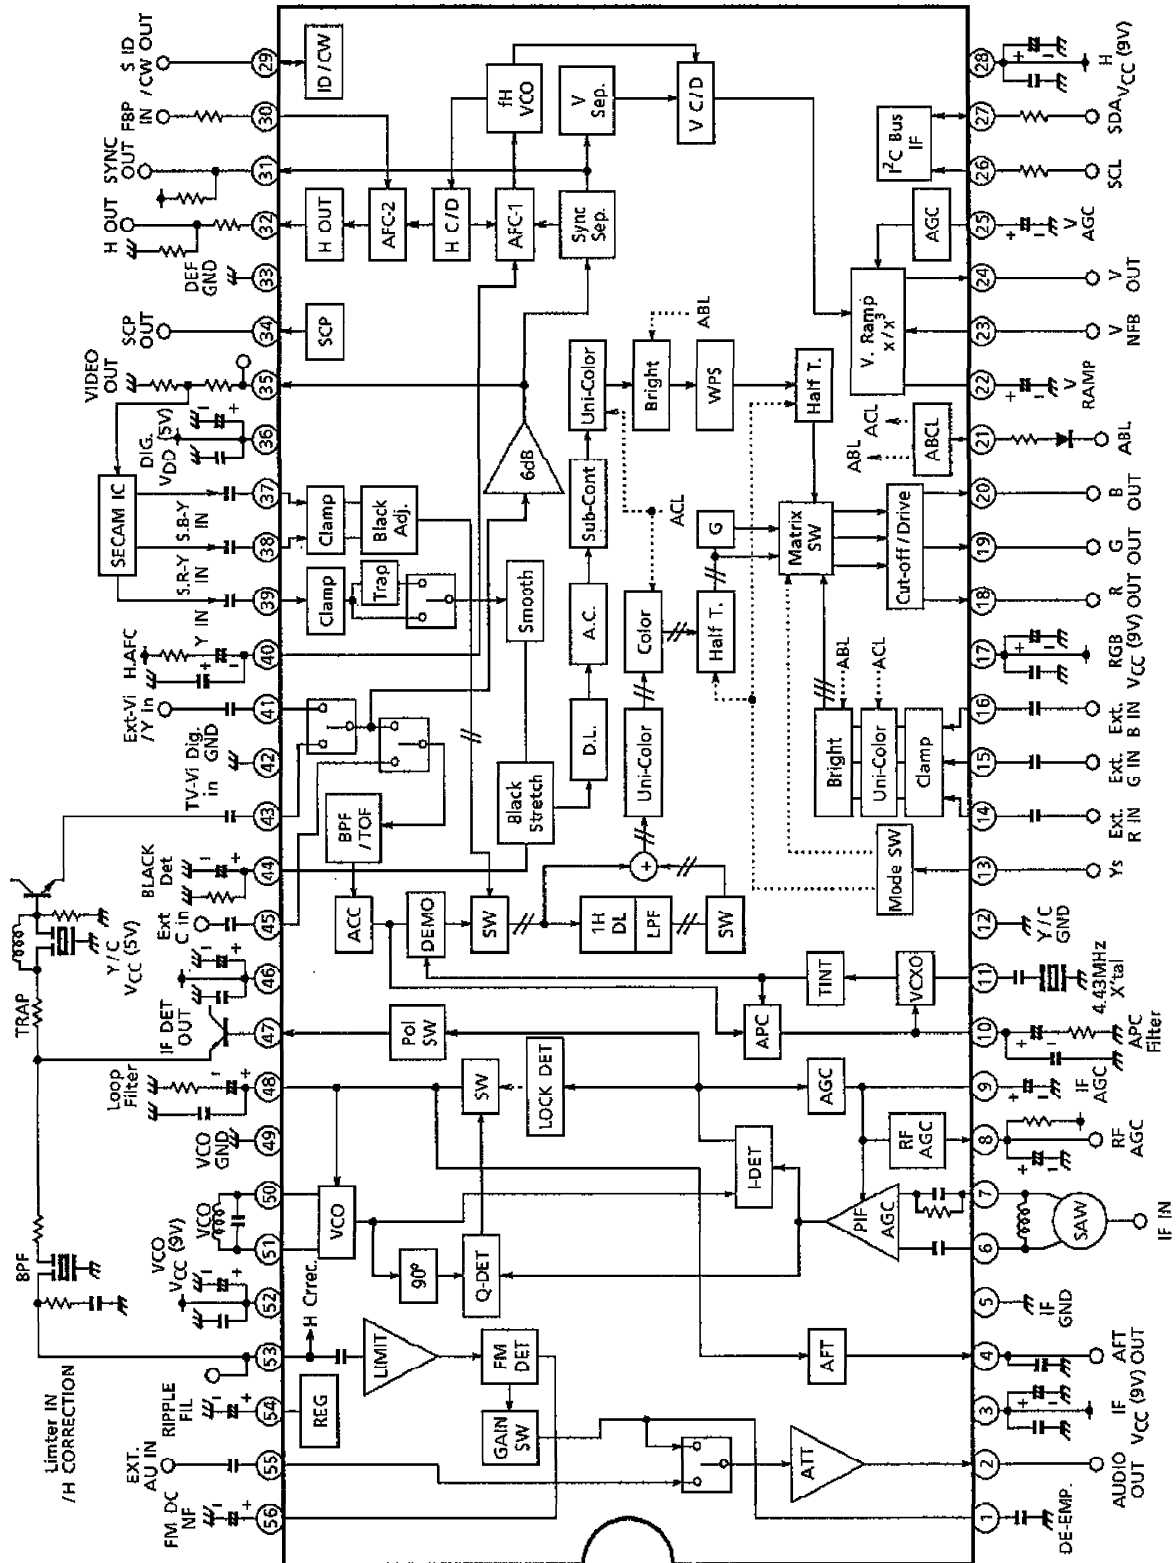 S ID
/CW OUT
FBP
IN
SYNC
OUT
H OUT
DEF
GND
SCP
OUT
VIDEO
OUT
DIG.
VDD (5V)
SECAM IC
S.B-Y
IN
S.R-Y
IN
Y IN
H.AFC
Ext-Vi
/Y in
Dig.
GND
TV-Vi
in
BLACK
Det
Ext
C in
Y / C
VCC (5V)
TRAP
IF DET
OUT
Loop
Filter
VCO
GND
VCO
VCO
VCC (9V)
BPF
Limter IN
/H CORRECTION
RIPPLE
FIL
EXT.
AU IN
FM DC
NF
29
30
31
32
33
34
35
36
37
38
39
40
41
42
43
44
45
46
47
48
49
50
51
52
53
54
55
56
ID / CW
fH
VCO
V
Sep.
V C/D
H OUT
AFC-2
H C/D
AFC-1
Sync
Sep.
SCP
6dB
Clamp
Black
Adj.
Clamp
Trap
Smooth
Sub-Cont
Uni-Color
Bright
ABL
WPS
Half T.
ACL
A.C.
D.L.
Color
Half T.
G
Matrix
SW
Cut-off / Drive
V. Ramp
x / x3
AGC
I2C Bus
IF
ABCL
ABL
ACL
Black
Stretch
Uni-Color
BPF
/TOF
ACC
DEMO
SW
1H
DL
LPF
SW
+
Bright
Uni-Color
Clamp
ABL
ACL
Mode SW
Pol
SW
APC
TINT
VCXO
SW
LOCK DET
AGC
RF
AGC
I-DET
PIF
AGC
VCO
90º
Q-DET
H Crrec.
LIMIT
FM
DET
REG
GAIN
SW
AFT
ATT
28
27
26
25
24
23
22
21
20
19
18
17
16
15
14
13
12
11
10
9
8
7
6
5
4
3
2
1
H
VCC (9V)
SDA
SCL
V
AGC
V
OUT
V
NFB
V
RAMP
ABL
B
OUT
G
OUT
R
OUT
RGB
VCC (9V)
Ext.
B IN
Ext.
G IN
Ext.
R IN
Ys
Y/C
GND
4.43MHz
X'tal
APC
Filter
IF
AGC
RF
AGC
SAW
IF IN
IF
GND
AFT
OUT
IF
VCC (9V)
AUDIO
OUT
DE-EMP.